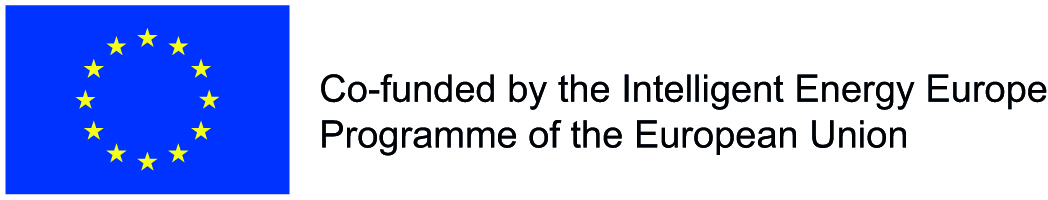 Co-funded by the Intelligent Energy Europe
Programme of the European Union